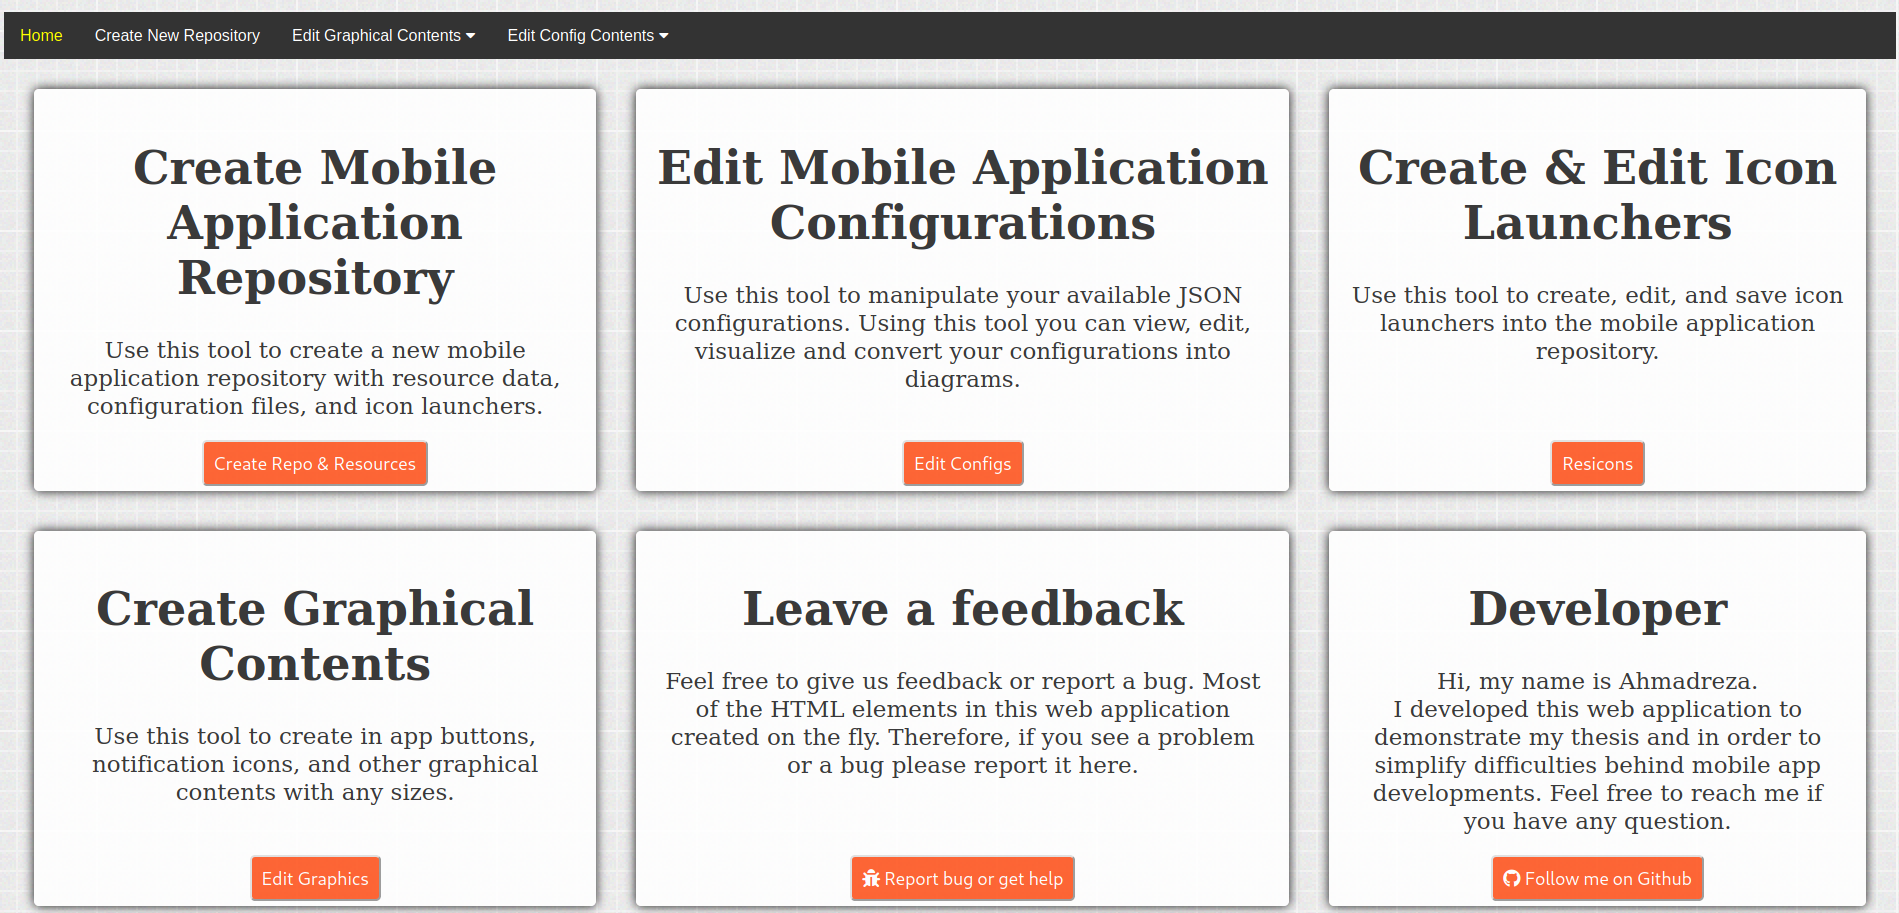 Home Create New Repository Edit Graphical Contents Edit Config Contents
Create Mobile
Application
Repository
Use this tool to create a new mobile
application repository with resource data,
configuration files, and icon launchers.
Create Repo & Resources
Edit Mobile Application
Configurations
Use this tool to manipulate your available JSON
configurations. Using this tool you can view, edit,
visualize and convert your configurations into
diagrams.
Edit Configs
Create & Edit Icon
Launchers
Use this tool to create, edit, and save icon
launchers into the mobile application
repository.
Resicons
Create Graphical
Contents
Use this tool to create in app buttons,
notification icons, and other graphical
contents with any sizes.
Edit Graphics
Leave a feedback
Feel free to give us feedback or report a bug. Most
of the HTML elements in this web application
created on the fly. Therefore, if you see a problem
or a bug please report it here.
Report bug or get help
Developer
Hi, my name is Ahmadreza.
I developed this web application to
demonstrate my thesis and in order to
simplify difficulties behind mobile app
developments. Feel free to reach me if
you have any question.
Follow me on Github